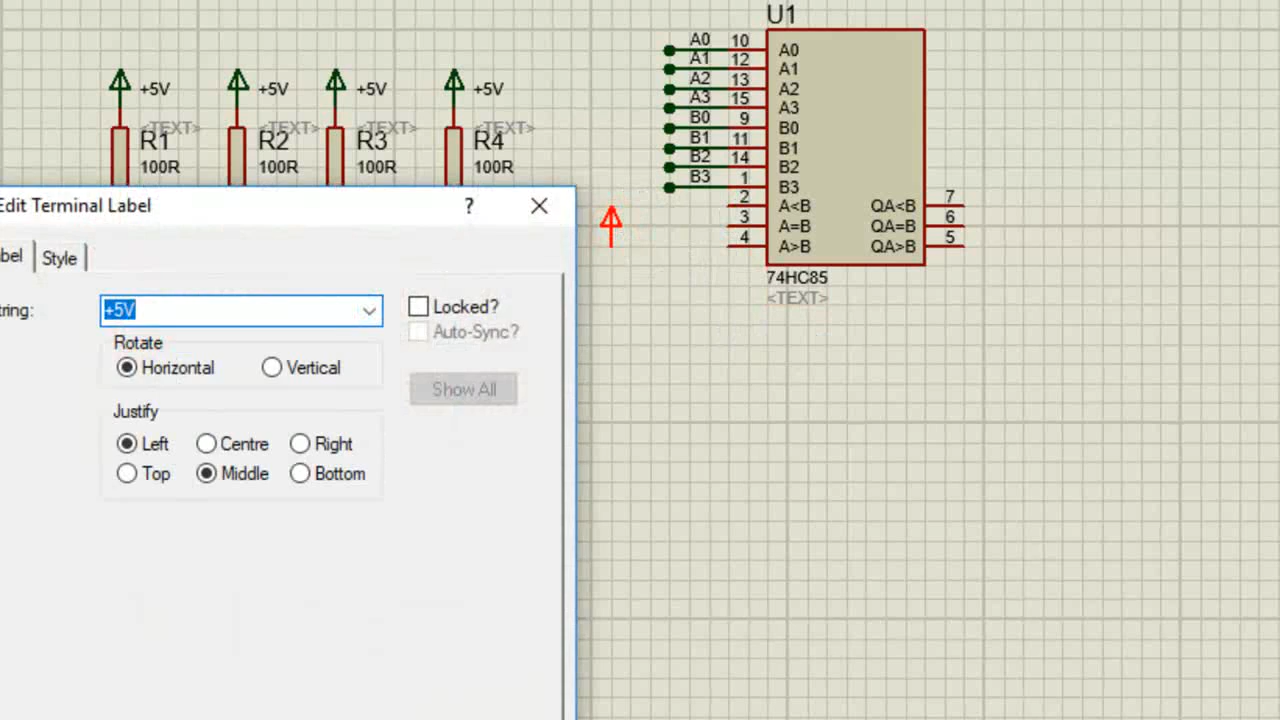 U1
A0 10 A0
A1 12 A1
A2 13 A2
A3 15 A3
B0 9 B0
B1 11 B1
B2 14 B2
B3 1 B3
2 A<B QA<B 7
3 A=B QA=B 6
4 A>B QA>B 5
74HC85
<TEXT>
+5V +5V +5V +5V
<TEXT> <TEXT> <TEXT> <TEXT>
R1 R2 R3 R4
100R 100R 100R 100R
Edit Terminal Label ?
bel Style
tring: +5V Locked?
Auto-Sync?
Rotate
Horizontal Vertical
Show All
Justify
Left Centre Right
Top Middle Bottom